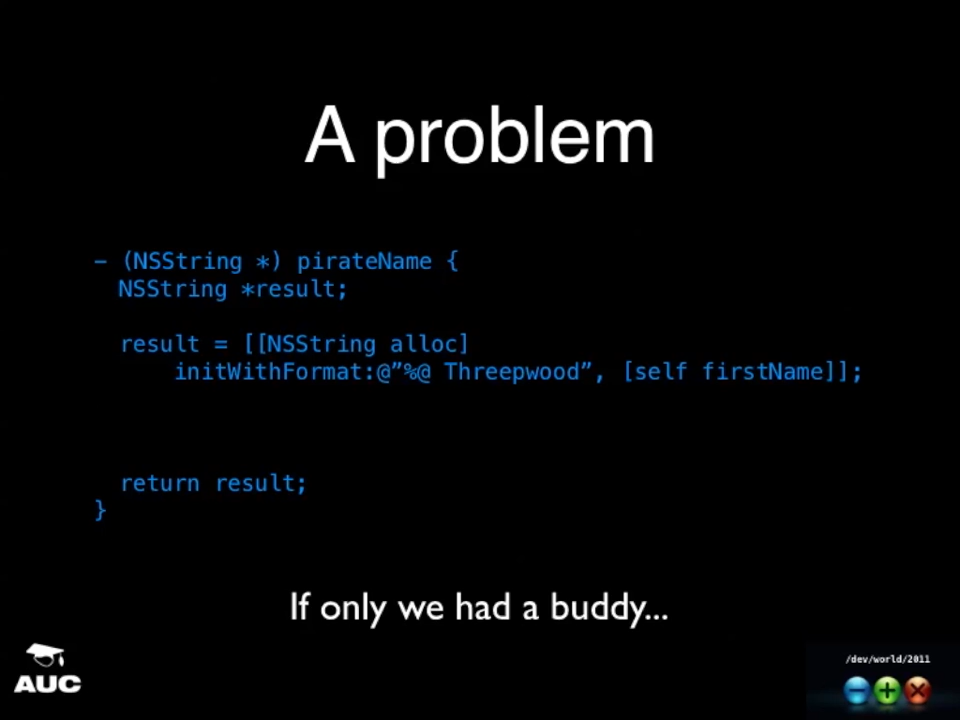 A problem
- (NSString *) pirateName {
NSString *result;
result = [[NSString alloc]
initWithFormat:@”%@ Threepwood”, [self firstName]];
return result;
}
If only we had a buddy...
AUC
/dev/world/2011